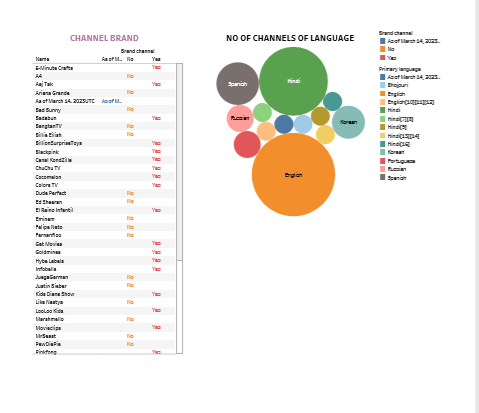 CHANNEL BRAND
Brand channel
Name As of M.. No Yes
5-Minute Crafts Yes
A4 No
Aaj Tak Yes
Ariana Grande No
As of March 14, 2023UTC As of M..
Bad Bunny No
Badabun Yes
BangtanTV No
Billie Eilish No
BillionSurpriseToys Yes
Blackpink Yes
Canal KondZilla Yes
ChuChu TV Yes
Cocomelon Yes
Colors TV Yes
Dude Perfect No
Ed Sheeran No
El Reino Infantil Yes
Eminem No
Felipe Neto No
Fernanfloo No
Get Movies Yes
Goldmines Yes
Hybe Labels Yes
Infobells Yes
JuegaGerman No
Justin Bieber No
Kids Diana Show Yes
Like Nastya No
LooLoo Kids Yes
Marshmello No
Movieclips Yes
MrBeast No
PewDiePie No
Pinkfong Yes
NO OF CHANNELS OF LANGUAGE
Hindi
Spanish
Russian
Korean
English
Brand channel
As of March 14, 2023..
No
Yes
Primary language
As of March 14, 2023..
Bhojpuri
English
English[10][11][12]
Hindi
Hindi[7][8]
Hindi[9]
Hindi[13][14]
Hindi[16]
Korean
Portuguese
Russian
Spanish